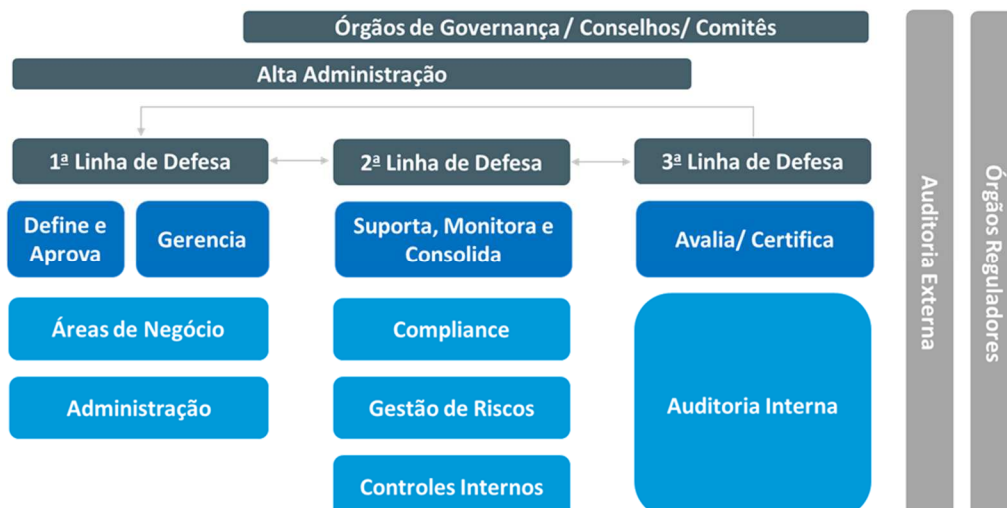 Órgãos de Governança / Conselhos/ Comitês
Alta Administração
1ª Linha de Defesa
2ª Linha de Defesa
3ª Linha de Defesa
Define e
Aprova
Gerencia
Suporta, Monitora e
Consolida
Avalia/ Certifica
Áreas de Negócio
Compliance
Administração
Gestão de Riscos
Auditoria Interna
Controles Internos
Auditoria Externa
Órgãos Reguladores